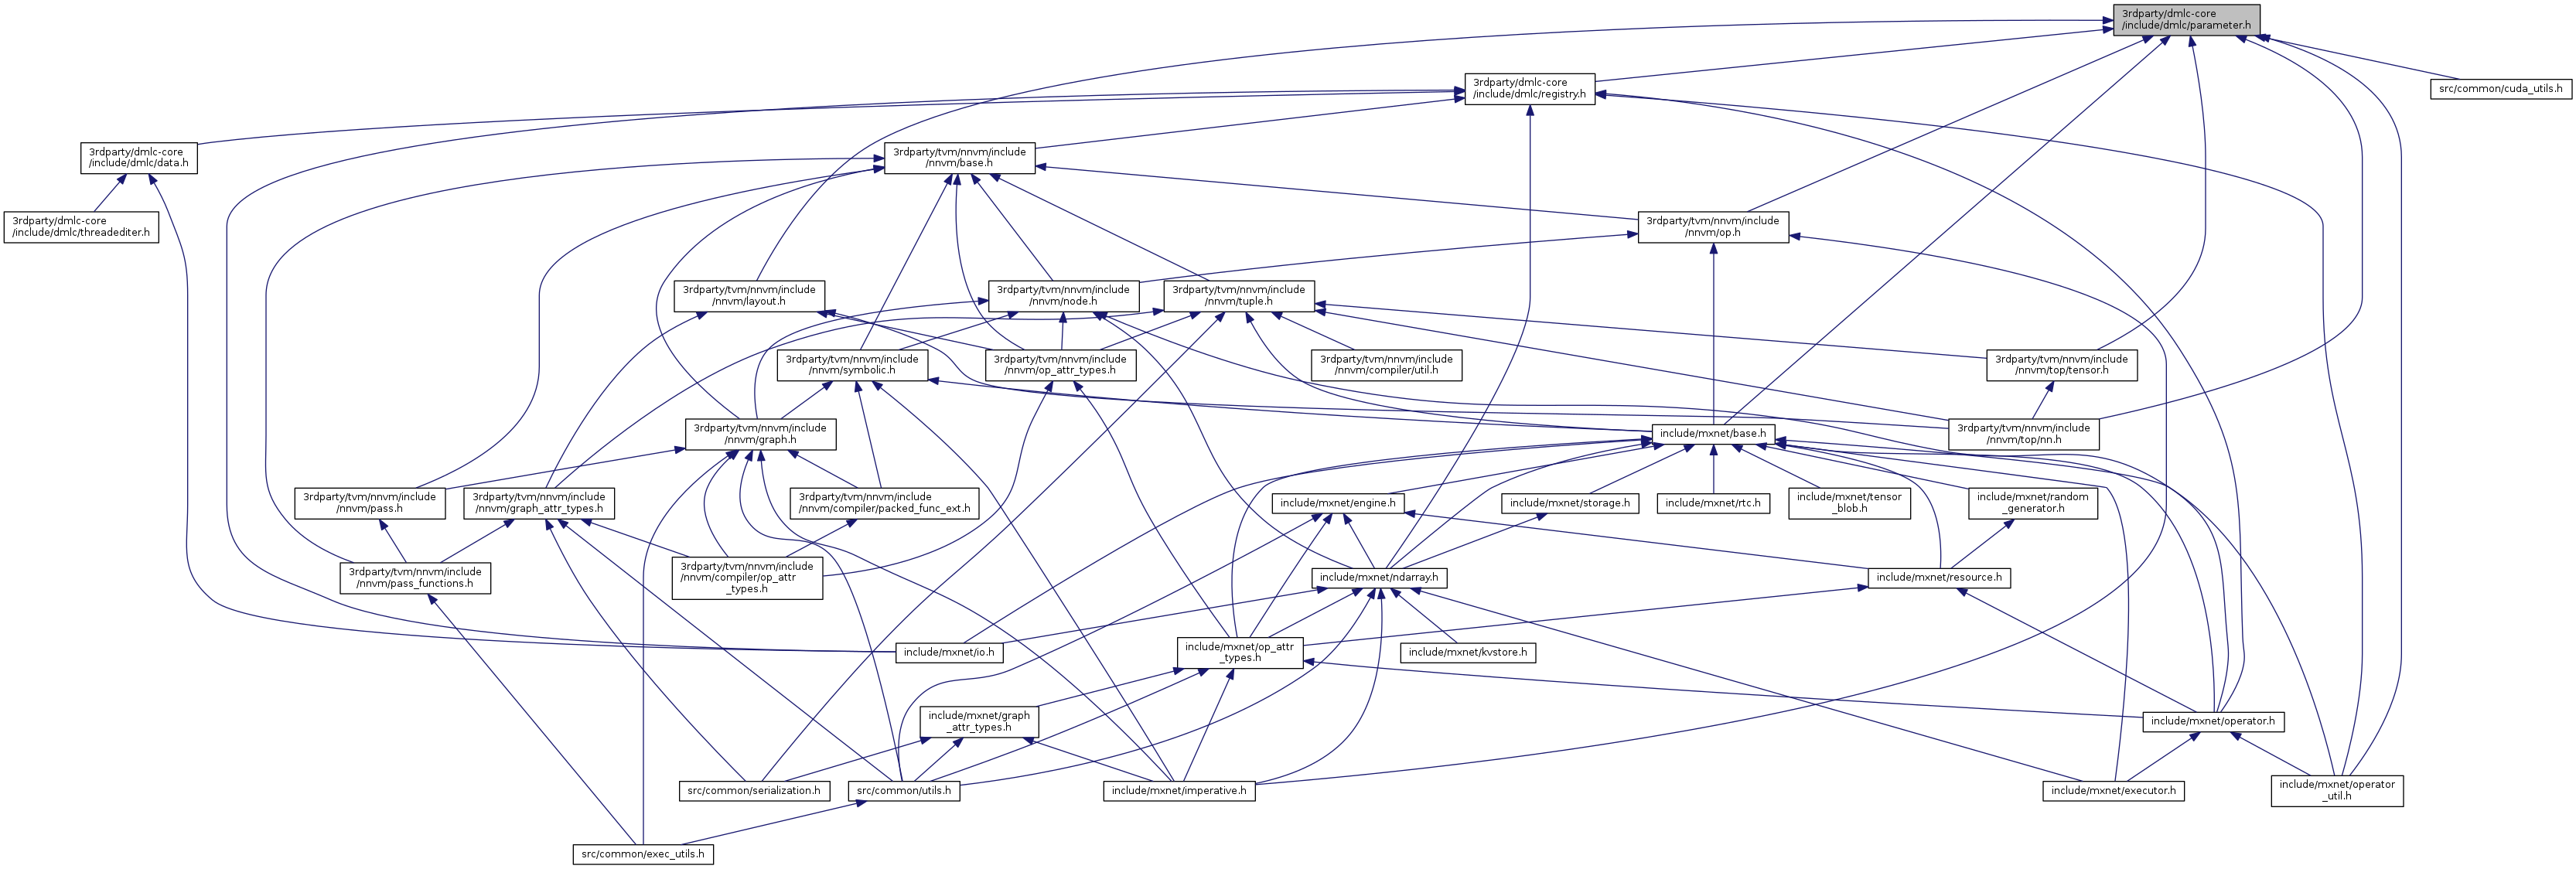 3rdparty/dmlc-core
/include/dmlc/parameter.h
3rdparty/dmlc-core
/include/dmlc/registry.h
src/common/cuda_utils.h
3rdparty/dmlc-core
/include/dmlc/data.h
3rdparty/tvm/nnvm/include
/nnvm/base.h
3rdparty/dmlc-core
/include/dmlc/threadediter.h
3rdparty/tvm/nnvm/include
/nnvm/op.h
3rdparty/tvm/nnvm/include
/nnvm/layout.h
3rdparty/tvm/nnvm/include
/nnvm/node.h
3rdparty/tvm/nnvm/include
/nnvm/tuple.h
3rdparty/tvm/nnvm/include
/nnvm/symbolic.h
3rdparty/tvm/nnvm/include
/nnvm/op_attr_types.h
3rdparty/tvm/nnvm/include
/nnvm/compiler/util.h
3rdparty/tvm/nnvm/include
/nnvm/top/tensor.h
3rdparty/tvm/nnvm/include
/nnvm/graph.h
include/mxnet/base.h
3rdparty/tvm/nnvm/include
/nnvm/top/nn.h
3rdparty/tvm/nnvm/include
/nnvm/pass.h
3rdparty/tvm/nnvm/include
/nnvm/graph_attr_types.h
3rdparty/tvm/nnvm/include
/nnvm/compiler/packed_func_ext.h
include/mxnet/engine.h
include/mxnet/storage.h
include/mxnet/rtc.h
include/mxnet/tensor
_blob.h
include/mxnet/random
_generator.h
3rdparty/tvm/nnvm/include
/nnvm/pass_functions.h
3rdparty/tvm/nnvm/include
/nnvm/compiler/op_attr
_types.h
include/mxnet/ndarray.h
include/mxnet/resource.h
include/mxnet/io.h
include/mxnet/op_attr
_types.h
include/mxnet/kvstore.h
include/mxnet/graph
_attr_types.h
include/mxnet/operator.h
src/common/serialization.h
src/common/utils.h
include/mxnet/imperative.h
include/mxnet/executor.h
include/mxnet/operator
_util.h
src/common/exec_utils.h